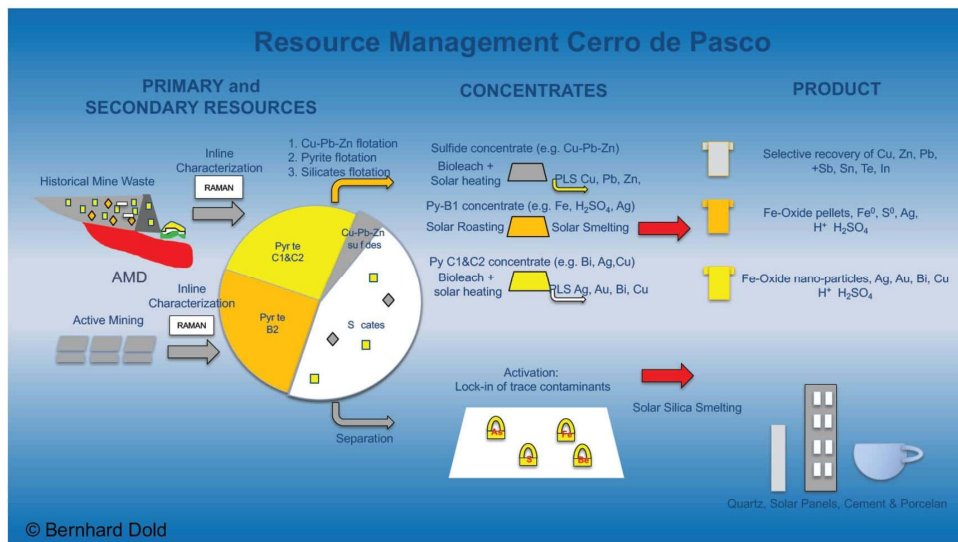 Resource Management Cerro de Pasco
PRIMARY and
SECONDARY RESOURCES
CONCENTRATES
PRODUCT
Historical Mine Waste
Inline
Characterization
RAMAN
AMD
Inline
Characterization
Active Mining
RAMAN
1. Cu-Pb-Zn flotation
2. Pyrite flotation
3. Silicates flotation
Pyr te
C1&C2
Cu-Pb-Zn
su f des
Pyr te
B2
S cates
Separation
Sulfide concentrate (e.g. Cu-Pb-Zn)
Bioleach +
Solar heating
PLS Cu, Pb, Zn,
Py-B1 concentrate (e.g. Fe, H₂SO₄, Ag)
Solar Roasting
Solar Smelting
Py C1&C2 concentrate (e.g. Bi, Ag,Cu)
Bioleach +
solar heating
PLS Ag, Au, Bi, Cu
Activation:
Lock-in of trace contaminants
As
Fe
S
Be
Solar Silica Smelting
Selective recovery of Cu, Zn, Pb,
+Sb, Sn, Te, In
Fe-Oxide pellets, Fe⁰, S⁰, Ag,
H⁺ H₂SO₄
Fe-Oxide nano-particles, Ag, Au, Bi, Cu
H⁺ H₂SO₄
Quartz, Solar Panels, Cement & Porcelan
© Bernhard Dold